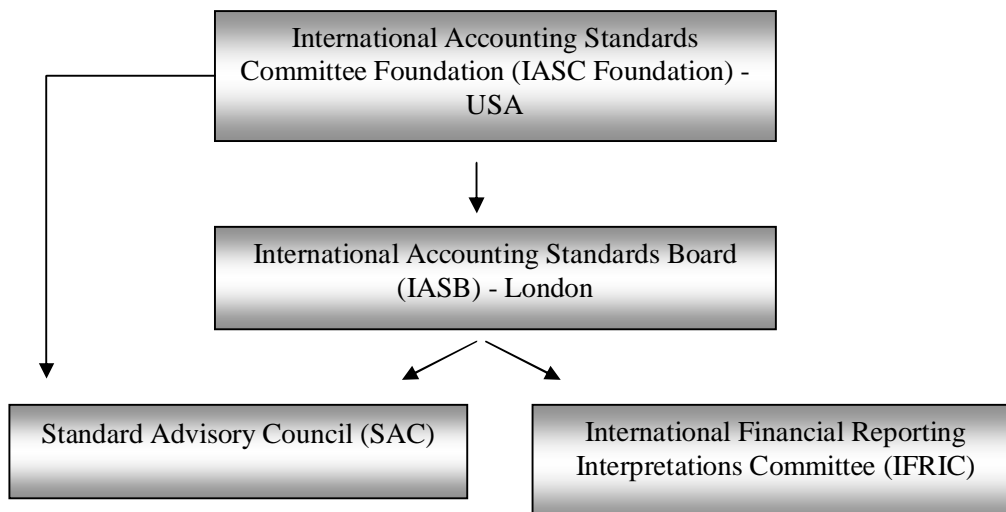 International Accounting Standards
Committee Foundation (IASC Foundation) -
USA
International Accounting Standards Board
(IASB) - London
Standard Advisory Council (SAC)
International Financial Reporting
Interpretations Committee (IFRIC)